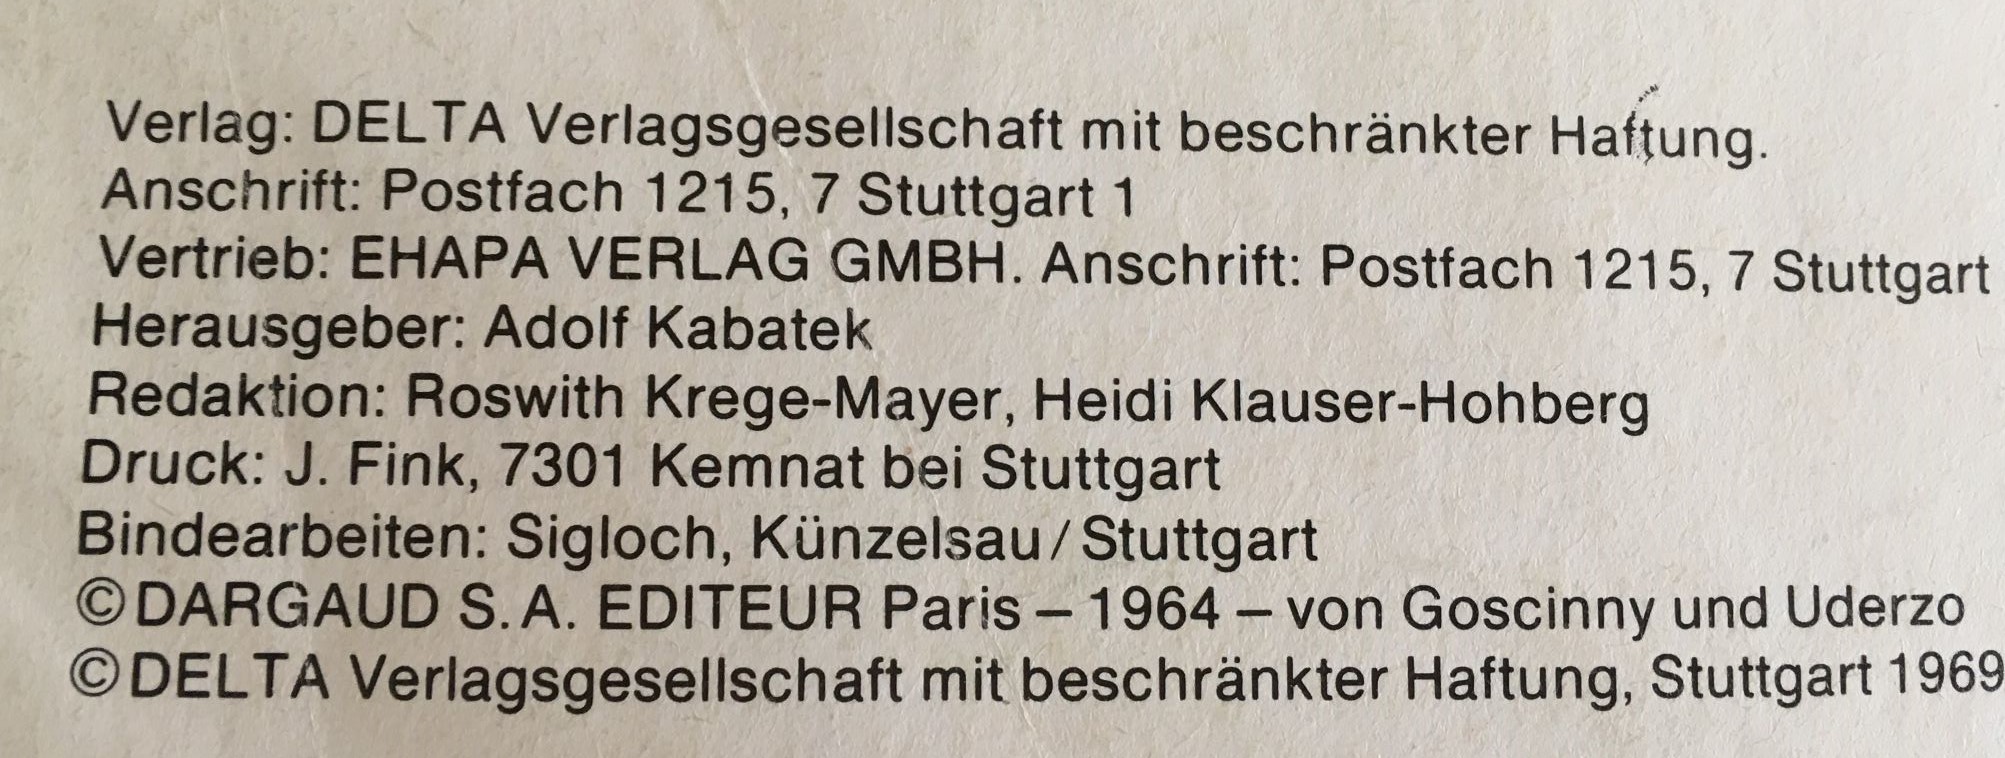 Verlag: DELTA Verlagsgesellschaft mit beschränkter Haftung.
Anschrift: Postfach 1215, 7 Stuttgart 1
Vertrieb: EHAPA VERLAG GMBH. Anschrift: Postfach 1215, 7 Stuttgart
Herausgeber: Adolf Kabatek
Redaktion: Roswith Krege-Mayer, Heidi Klauser-Hohberg
Druck: J. Fink, 7301 Kemnat bei Stuttgart
Bindearbeiten: Sigloch, Künzelsau/Stuttgart
© DARGAUD S. A. EDITEUR Paris – 1964 – von Goscinny und Uderzo
© DELTA Verlagsgesellschaft mit beschränkter Haftung, Stuttgart 1969